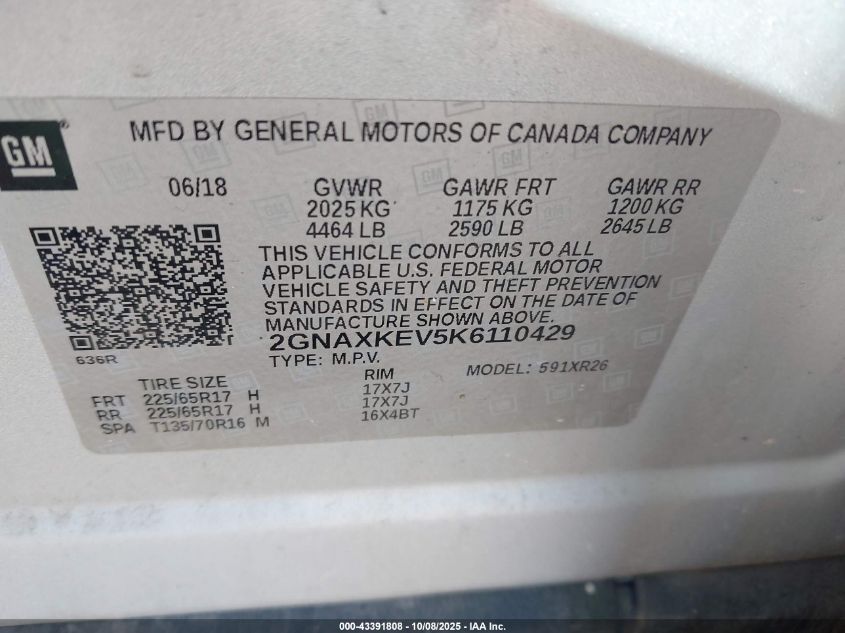 GM
MFD BY GENERAL MOTORS OF CANADA COMPANY
06/18 GVWR GAWR FRT GAWR RR
2025 KG 1175 KG 1200 KG
4464 LB 2590 LB 2645 LB
THIS VEHICLE CONFORMS TO ALL
APPLICABLE U.S. FEDERAL MOTOR
VEHICLE SAFETY AND THEFT PREVENTION
STANDARDS IN EFFECT ON THE DATE OF
MANUFACTURE SHOWN ABOVE.
2GNAXKEV5K6110429
636R
TYPE: M.P.V. MODEL: 591XR26
TIRE SIZE RIM
FRT 225/65R17 H 17X7J
RR 225/65R17 H 17X7J
SPA T135/70R16 M 16X4BT
000-43391808 - 10/08/2025 - IAA Inc.